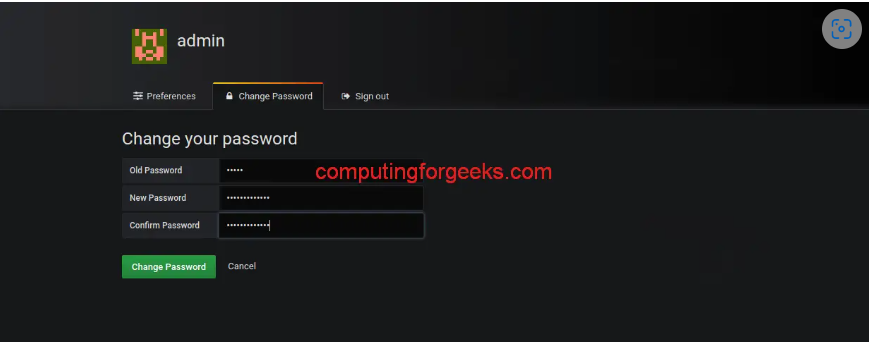 admin
Preferences Change Password Sign out
Change your password
Old Password •••••
computingforgeeks.com
New Password •••••••••••••
Confirm Password •••••••••••••
Change Password Cancel